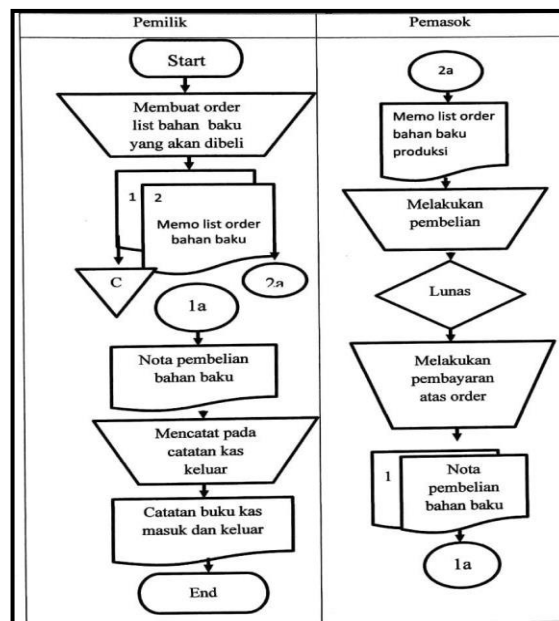 Pemilik
Start
Membuat order
list bahan baku
yang akan dibeli
1
2
Memo list order
bahan baku
C
2a
1a
Nota pembelian
bahan baku
Mencatat pada
catatan kas
keluar
Catatan buku kas
masuk dan keluar
End
Pemasok
2a
Memo list order
bahan baku
produksi
Melakukan
pembelian
Lunas
Melakukan
pembayaran
atas order
1
Nota
pembelian
bahan baku
1a